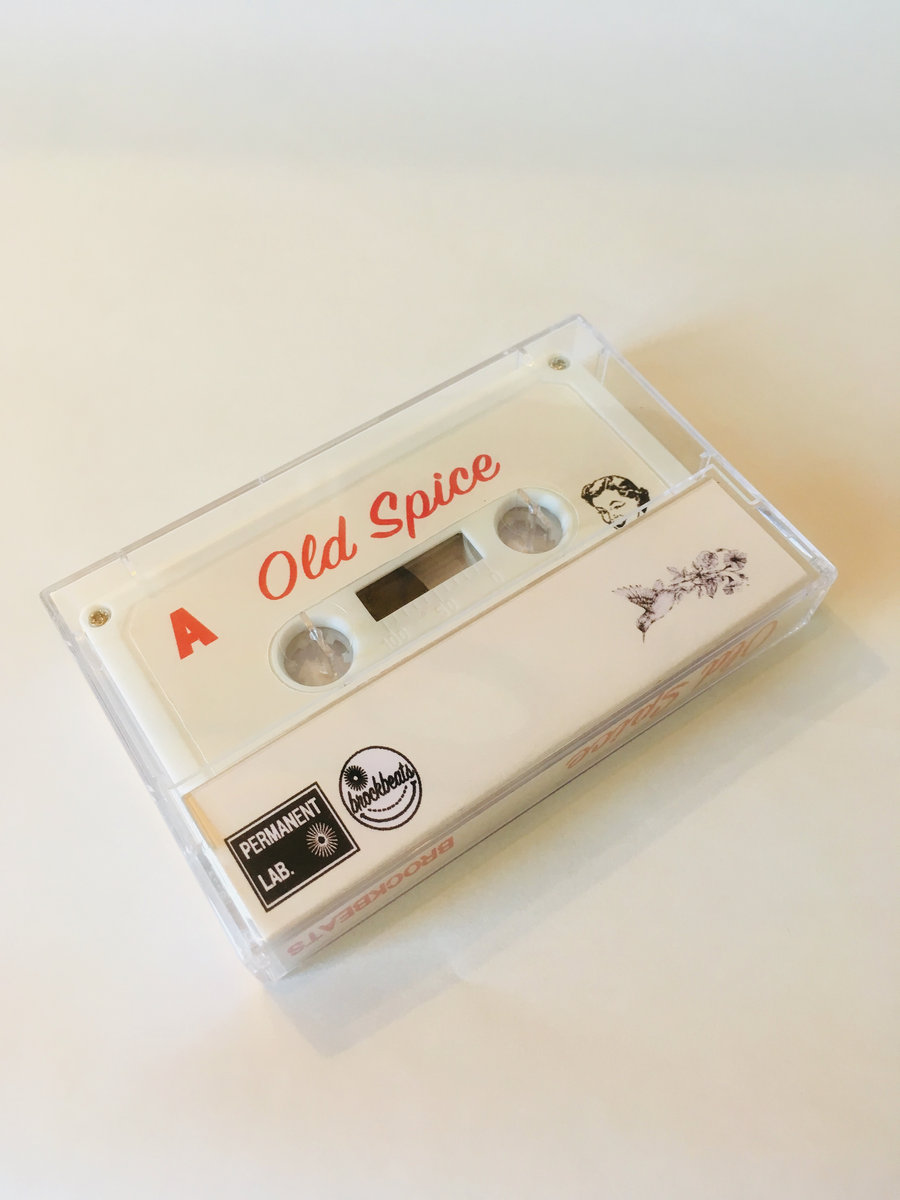 A
Old Spice
brockbeats
PERMANENT
LAB.
Old Spice
BROCKBEATS